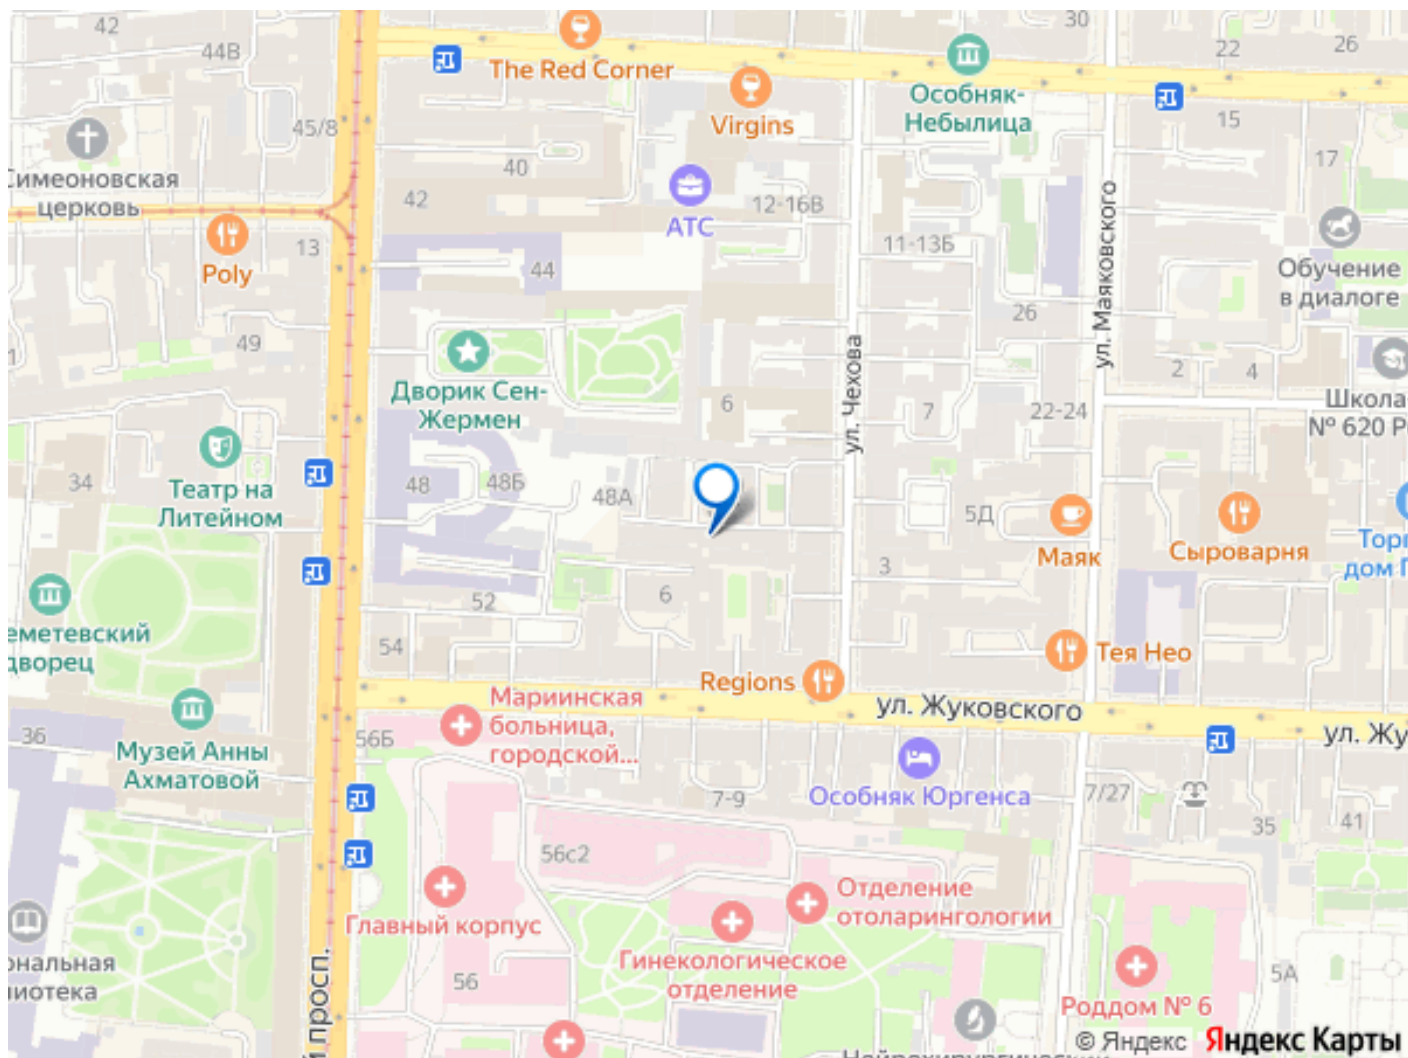 42
44В
30
22
26
The Red Corner
Virgins
Особняк-
Небылица
15
45/8
40
17
Симеоновская
церковь
42
АТС
12-16В
ул. Маяковского
Poly
13
44
11-13Б
Обучение
в диалоге
26
49
Дворик Сен-
Жермен
6
ул. Чехова
7
22-24
2
4
Школа
№ 620
34
Театр на
Литейном
48
48Б
48А
5Д
Маяк
Сыроварня
дом
3
52
6
54
дворец
Тея Нео
Regions
Мариинская
больница,
городской...
ул. Жуковского
36
Музей Анны
Ахматовой
56Б
ул. Жу
Особняк Юргенса
7-9
7/27
35
41
56с2
Отделение
отоларингологии
Главный корпус
Гинекологическое
отделение
56
просп.
5А
Роддом № 6
© Яндекс Яндекс Карты